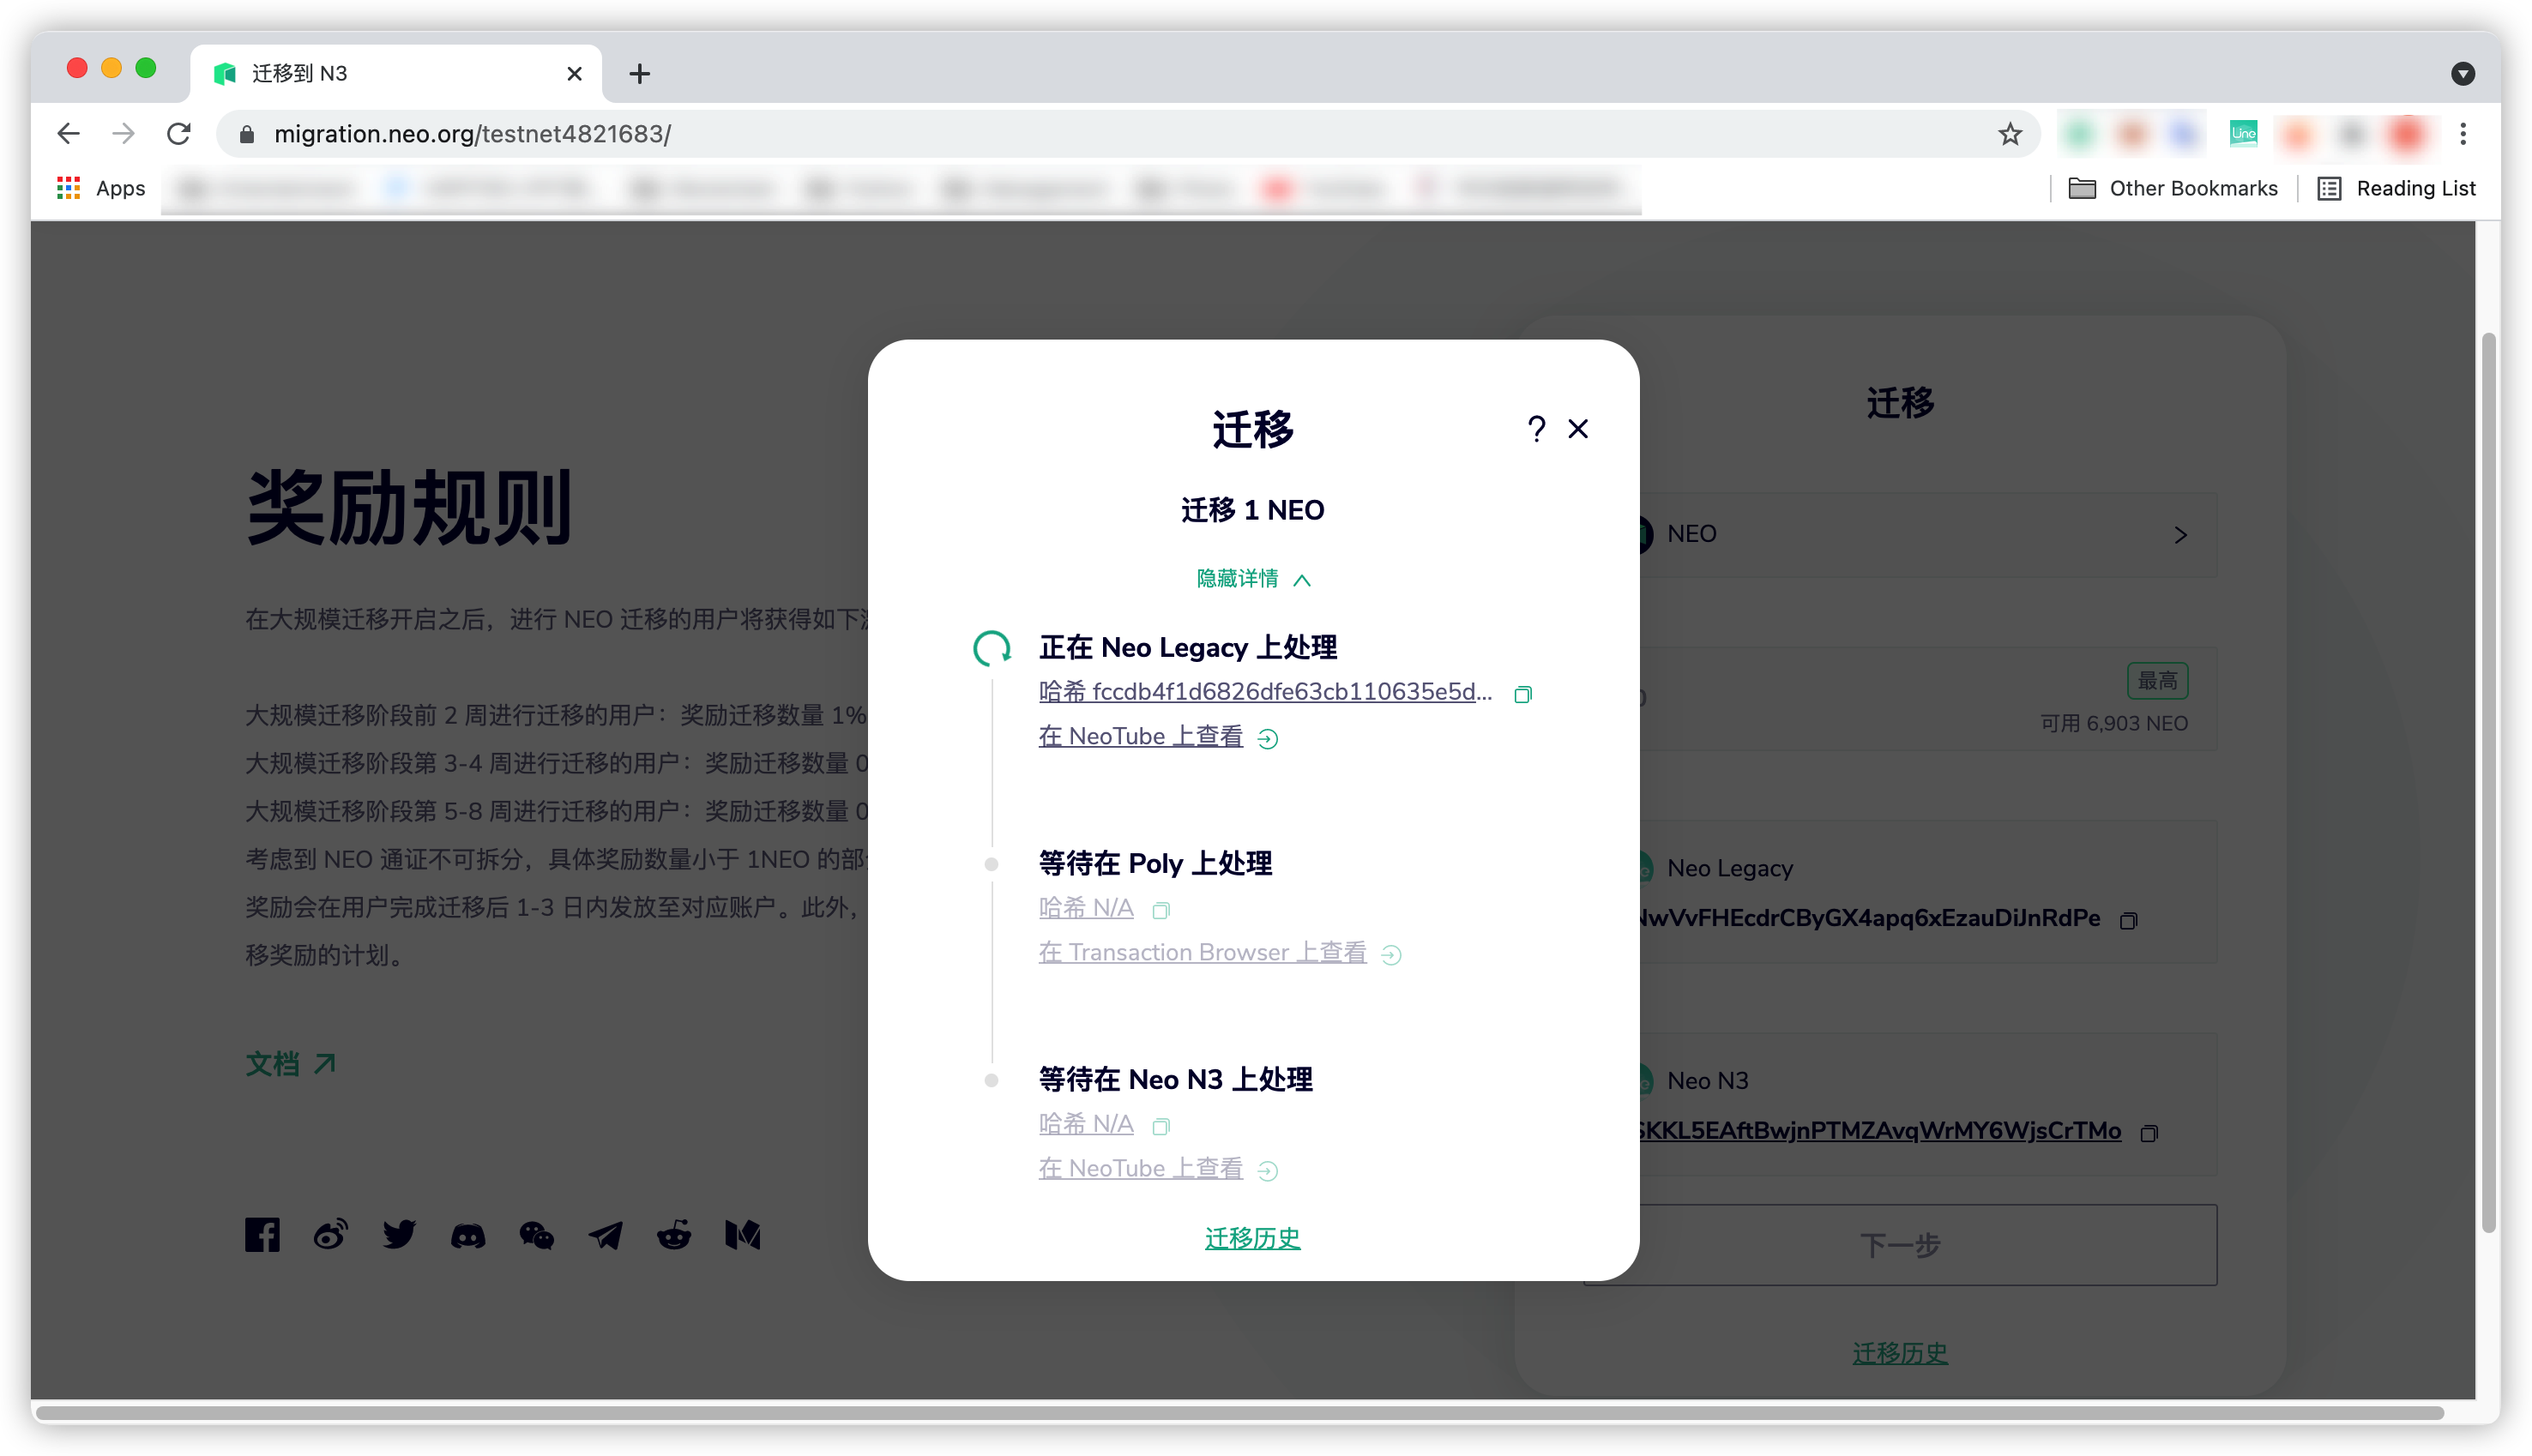 迁移到 N3
migration.neo.org/testnet4821683/
Une
Apps
Other Bookmarks
Reading List
奖励规则
在大规模迁移开启之后，进行 NEO 迁移的用户将获得如下
大规模迁移阶段前 2 周进行迁移的用户：奖励迁移数量 1%
大规模迁移阶段第 3-4 周进行迁移的用户：奖励迁移数量 0
大规模迁移阶段第 5-8 周进行迁移的用户：奖励迁移数量 0
考虑到 NEO 通证不可拆分，具体奖励数量小于 1NEO 的部
奖励会在用户完成迁移后 1-3 日内发放至对应账户。此外，
移奖励的计划。
文档
迁移
?
迁移 1 NEO
隐藏详情
正在 Neo Legacy 上处理
哈希 fccdb4f1d6826dfe63cb110635e5d...
在 NeoTube 上查看
等待在 Poly 上处理
哈希 N/A
在 Transaction Browser 上查看
等待在 Neo N3 上处理
哈希 N/A
在 NeoTube 上查看
迁移历史
迁移
NEO
最高
可用 6,903 NEO
Neo Legacy
NwVvFHEcdrCByGX4apq6xEzauDiJnRdPe
Neo N3
SKKL5EAftBwjnPTMZAvqWrMY6WjsCrTMo
下一步
迁移历史